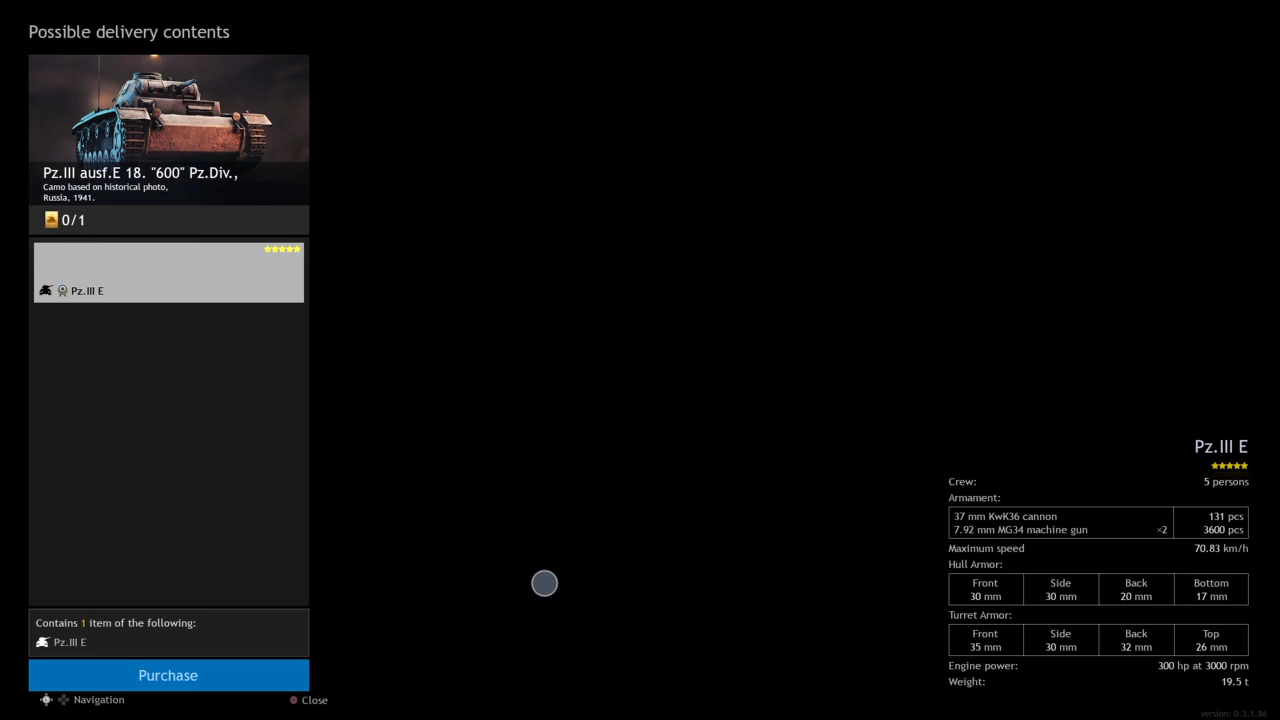 Possible delivery contents
Pz.III ausf.E 18. "600" Pz.Div.,
Camo based on historical photo,
Russia, 1941.
0/1
Pz.III E
Contains 1 item of the following:
Pz.III E
Purchase
Navigation
Close
Pz.III E
Crew: 5 persons
Armament:
37 mm KwK36 cannon 131 pcs
7.92 mm MG34 machine gun ×2 3600 pcs
Maximum speed 70.83 km/h
Hull Armor:
Front Side Back Bottom
30 mm 30 mm 20 mm 17 mm
Turret Armor:
Front Side Back Top
35 mm 30 mm 32 mm 26 mm
Engine power: 300 hp at 3000 rpm
Weight: 19.5 t
version: 0.3.1.86